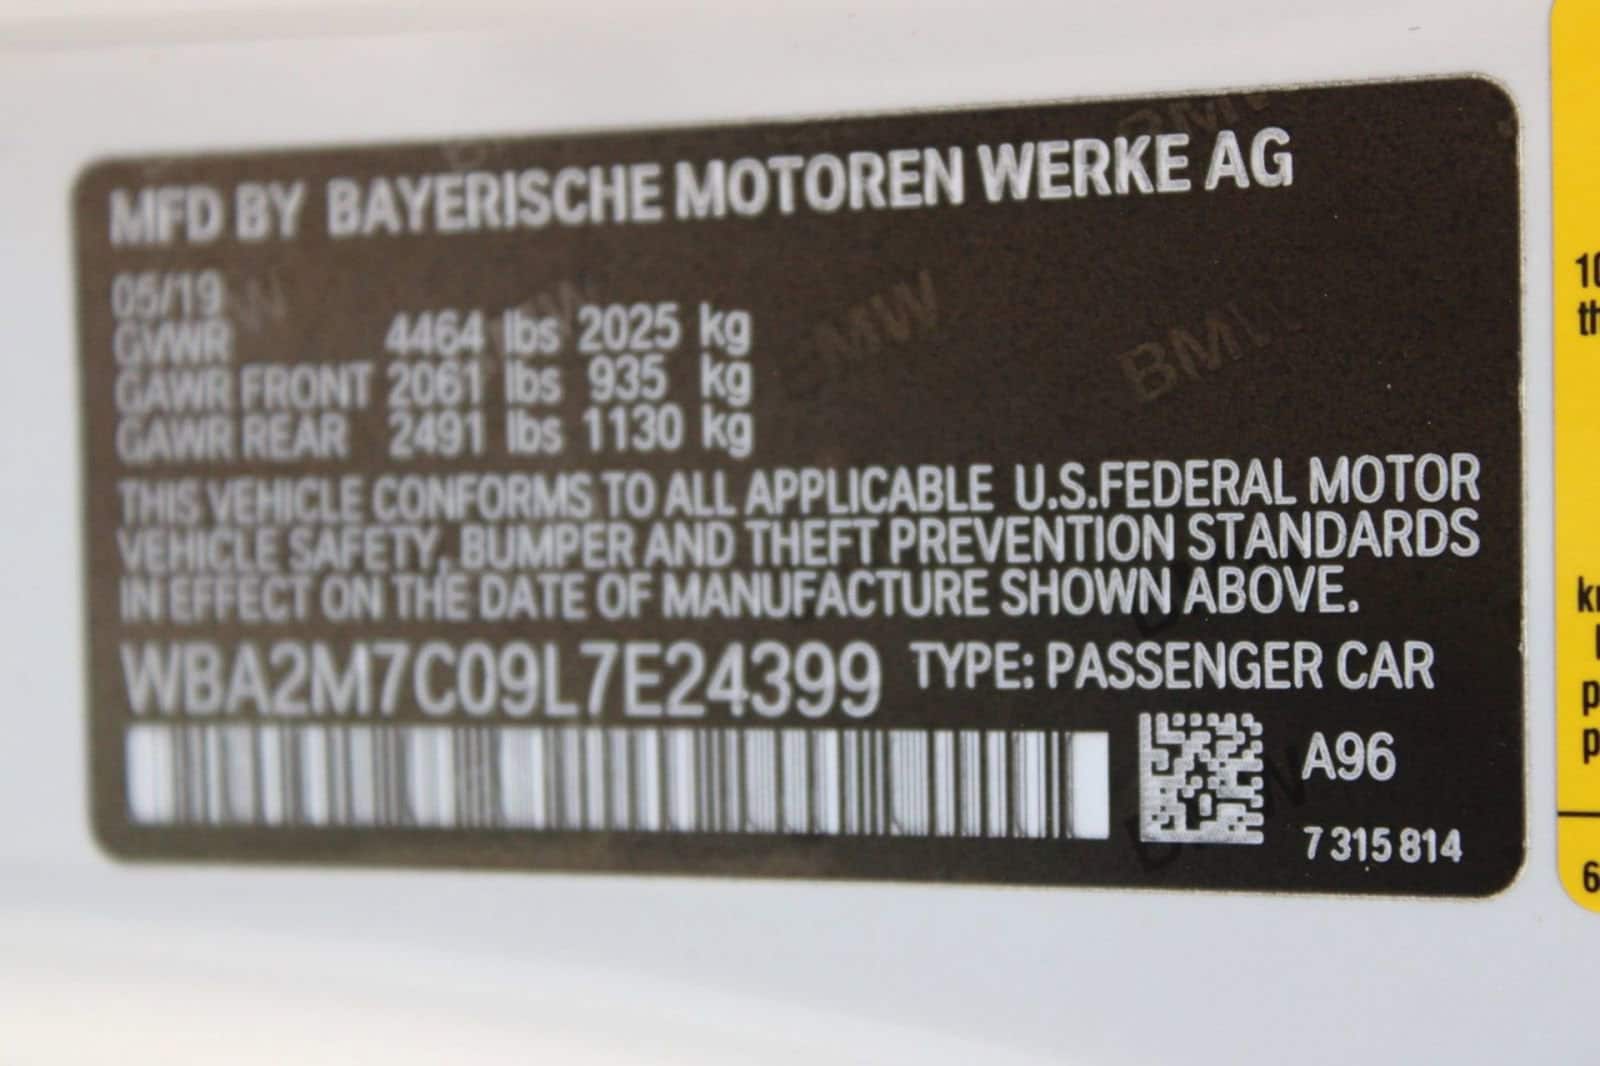 MFD BY BAYERISCHE MOTOREN WERKE AG
05/19
GVWR 4464 lbs 2025 kg
GAWR FRONT 2061 lbs 935 kg
GAWR REAR 2491 lbs 1130 kg
THIS VEHICLE CONFORMS TO ALL APPLICABLE U.S.FEDERAL MOTOR
VEHICLE SAFETY, BUMPER AND THEFT PREVENTION STANDARDS
IN EFFECT ON THE DATE OF MANUFACTURE SHOWN ABOVE.
WBA2M7C09L7E24399 TYPE: PASSENGER CAR
A96
7 315 814
BMW
BMW
BMW